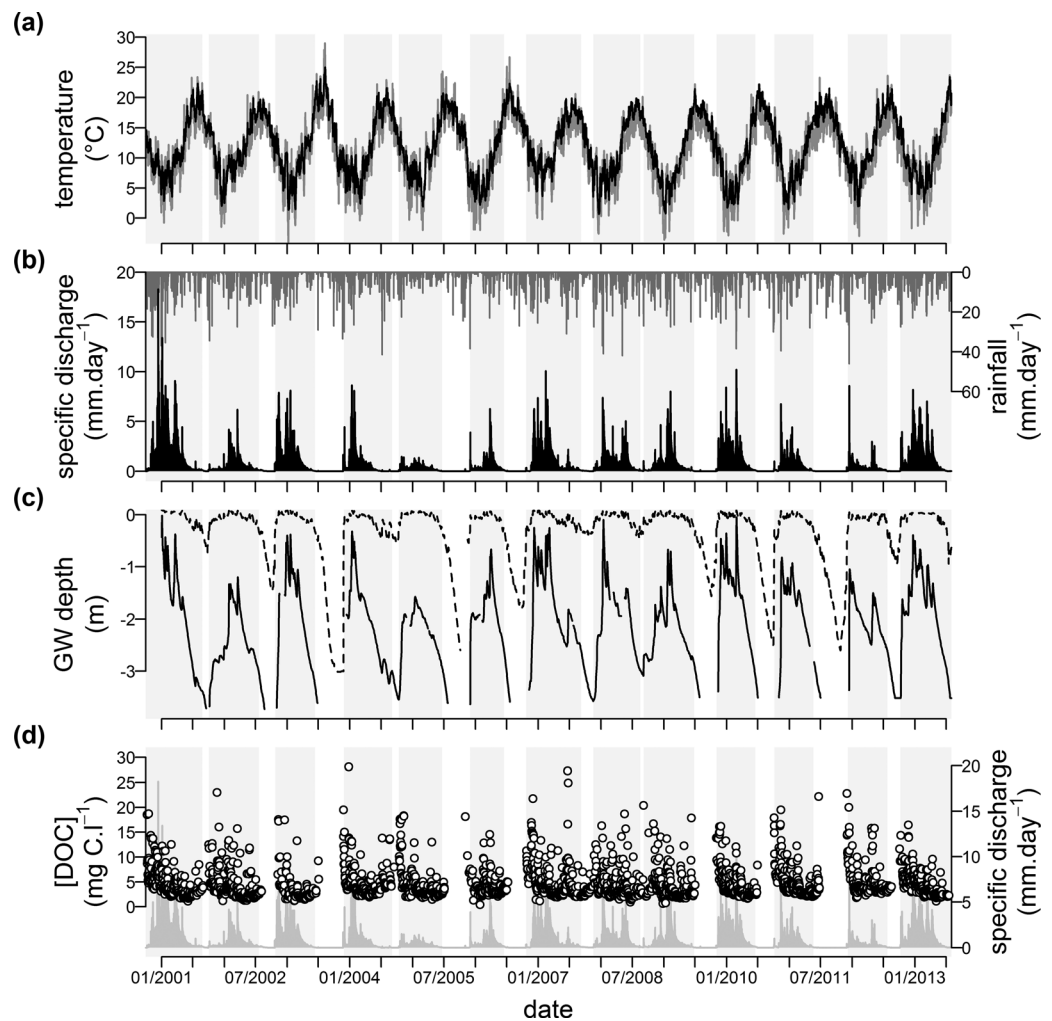 (a)
30
25
20
15
10
5
0
temperature
(°C)
(b)
20
15
10
5
0
specific discharge
(mm.day⁻¹)
0
20
40
60
rainfall
(mm.day⁻¹)
(c)
0
-1
-2
-3
GW depth
(m)
(d)
30
25
20
15
10
5
0
[DOC]
(mg C.l⁻¹)
20
15
10
5
0
specific discharge
(mm.day⁻¹)
01/2001 07/2002 01/2004 07/2005 01/2007 07/2008 01/2010 07/2011 01/2013
date